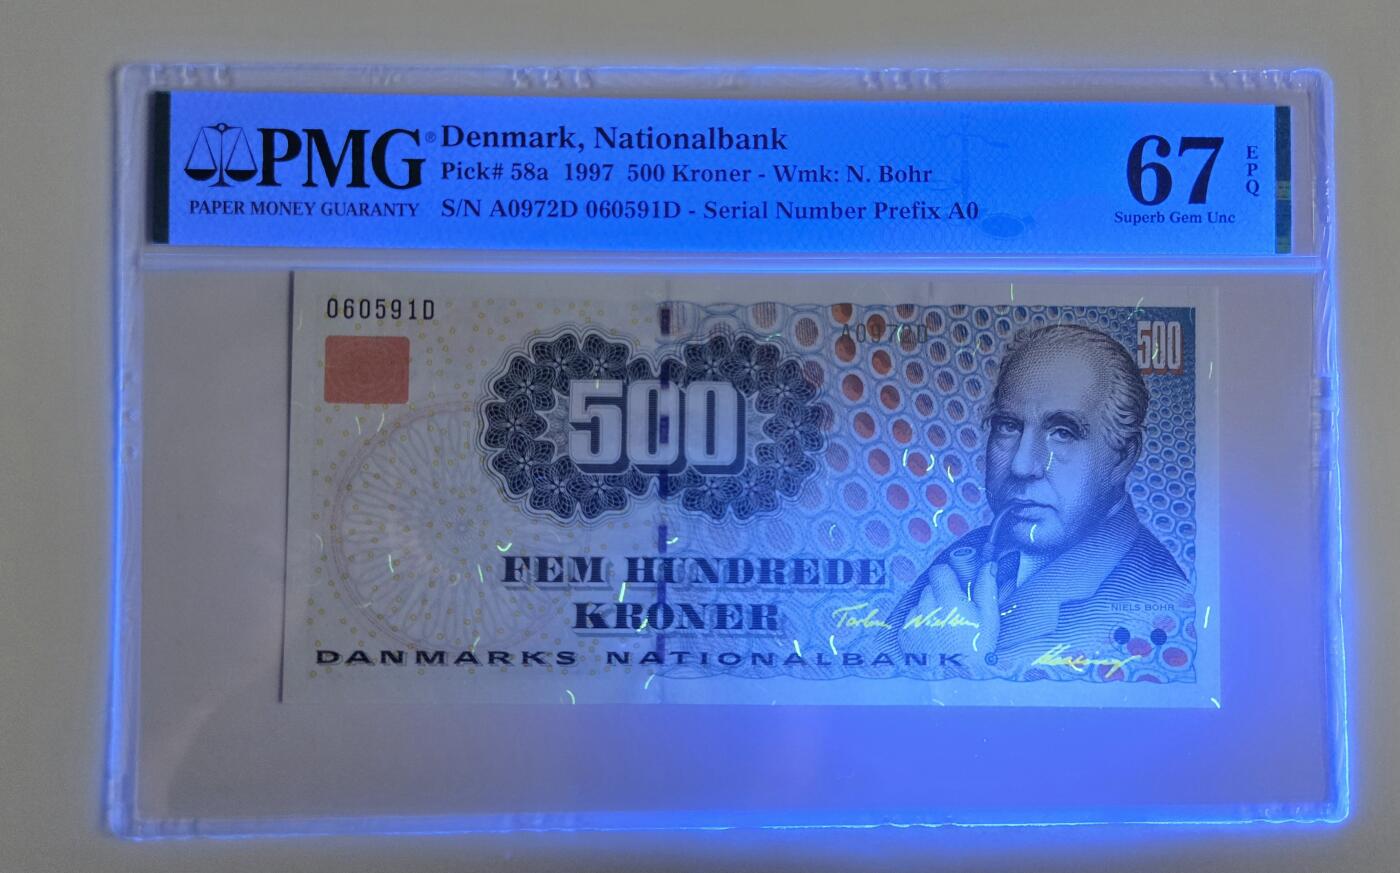 PMG®
PAPER MONEY GUARANTY
Denmark, Nationalbank
Pick# 58a 1997 500 Kroner - Wmk: N. Bohr
S/N A0972D 060591D - Serial Number Prefix A0
67
EPQ
Superb Gem Unc
060591D
A0972D
500
500
FEM HUNDREDE
KRONER
NIELS BOHR
DANMARKS NATIONALBANK ©